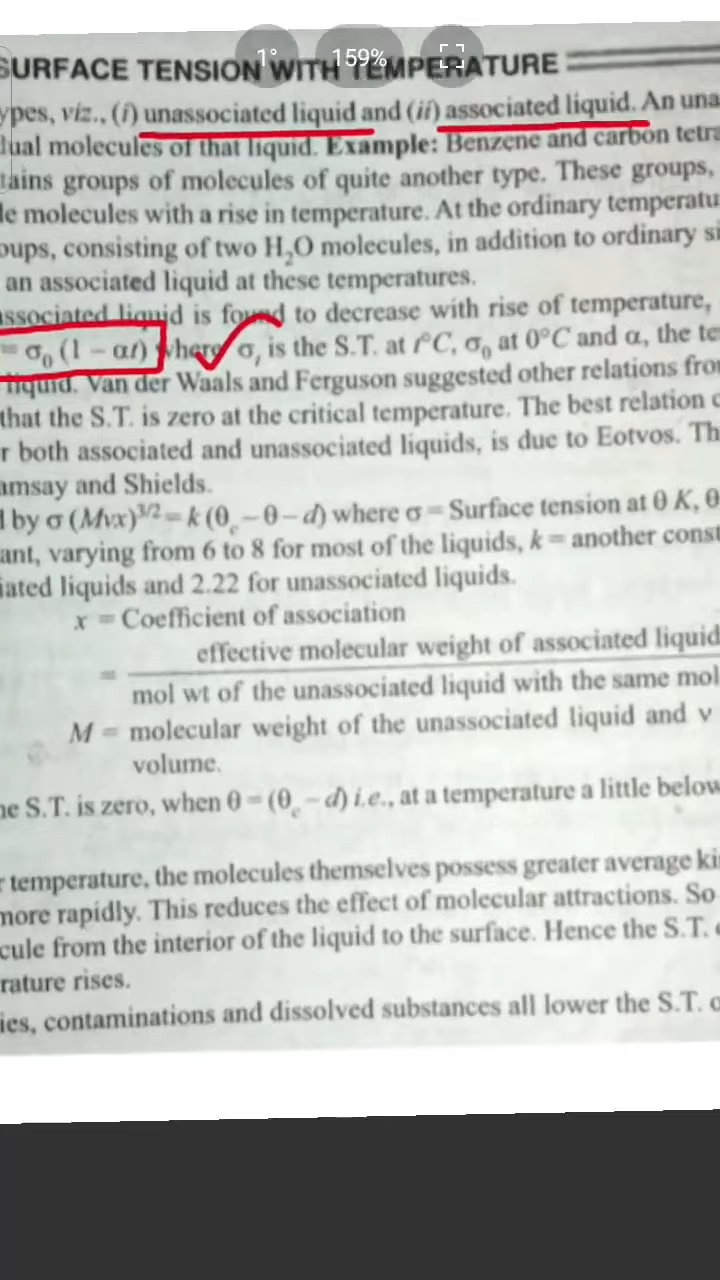 1° 159%
SURFACE TENSION WITH TEMPERATURE
ypes, viz., (i) unassociated liquid and (ii) associated liquid. An una
dual molecules of that liquid. Example: Benzene and carbon tetra
tains groups of molecules of quite another type. These groups,
le molecules with a rise in temperature. At the ordinary temperatu
oups, consisting of two H₂O molecules, in addition to ordinary si
an associated liquid at these temperatures.
associated liquid is found to decrease with rise of temperature,
= σ₀ (1 – αt) where σₜ is the S.T. at t°C, σ₀ at 0°C and α, the te
liquid. Van der Waals and Ferguson suggested other relations fro
that the S.T. is zero at the critical temperature. The best relation
r both associated and unassociated liquids, is due to Eotvos. Th
amsay and Shields.
d by σ (Mvx)^3/2 = k (θ_c – θ – d) where σ = Surface tension at θ K, θ
ant, varying from 6 to 8 for most of the liquids, k = another const
iated liquids and 2.22 for unassociated liquids.
x = Coefficient of association
effective molecular weight of associated liquid
=
mol wt of the unassociated liquid with the same mol
M = molecular weight of the unassociated liquid and v
volume.
he S.T. is zero, when θ = (θ_c – d) i.e., at a temperature a little below
r temperature, the molecules themselves possess greater average ki
more rapidly. This reduces the effect of molecular attractions. So
cule from the interior of the liquid to the surface. Hence the S.T.
rature rises.
ies, contaminations and dissolved substances all lower the S.T. o